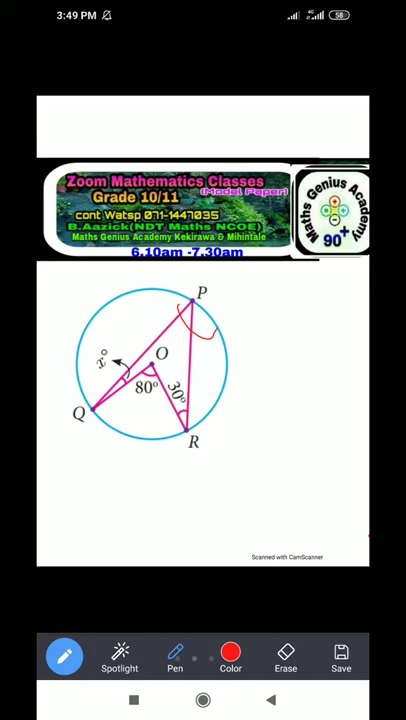 3:49 PM
4G
58
Zoom Mathematics Classes
(Model Paper)
Grade 10/11
cont Watsp 071-1447035
B.Aazick(NDT Maths NCOE)
Maths Genius Academy Kekirawa & Mihintale
6.10am -7.30am
Maths Genius Academy
90+
P
x°
O
80°
30°
Q
R
Scanned with CamScanner
Spotlight
Pen
Color
Erase
Save